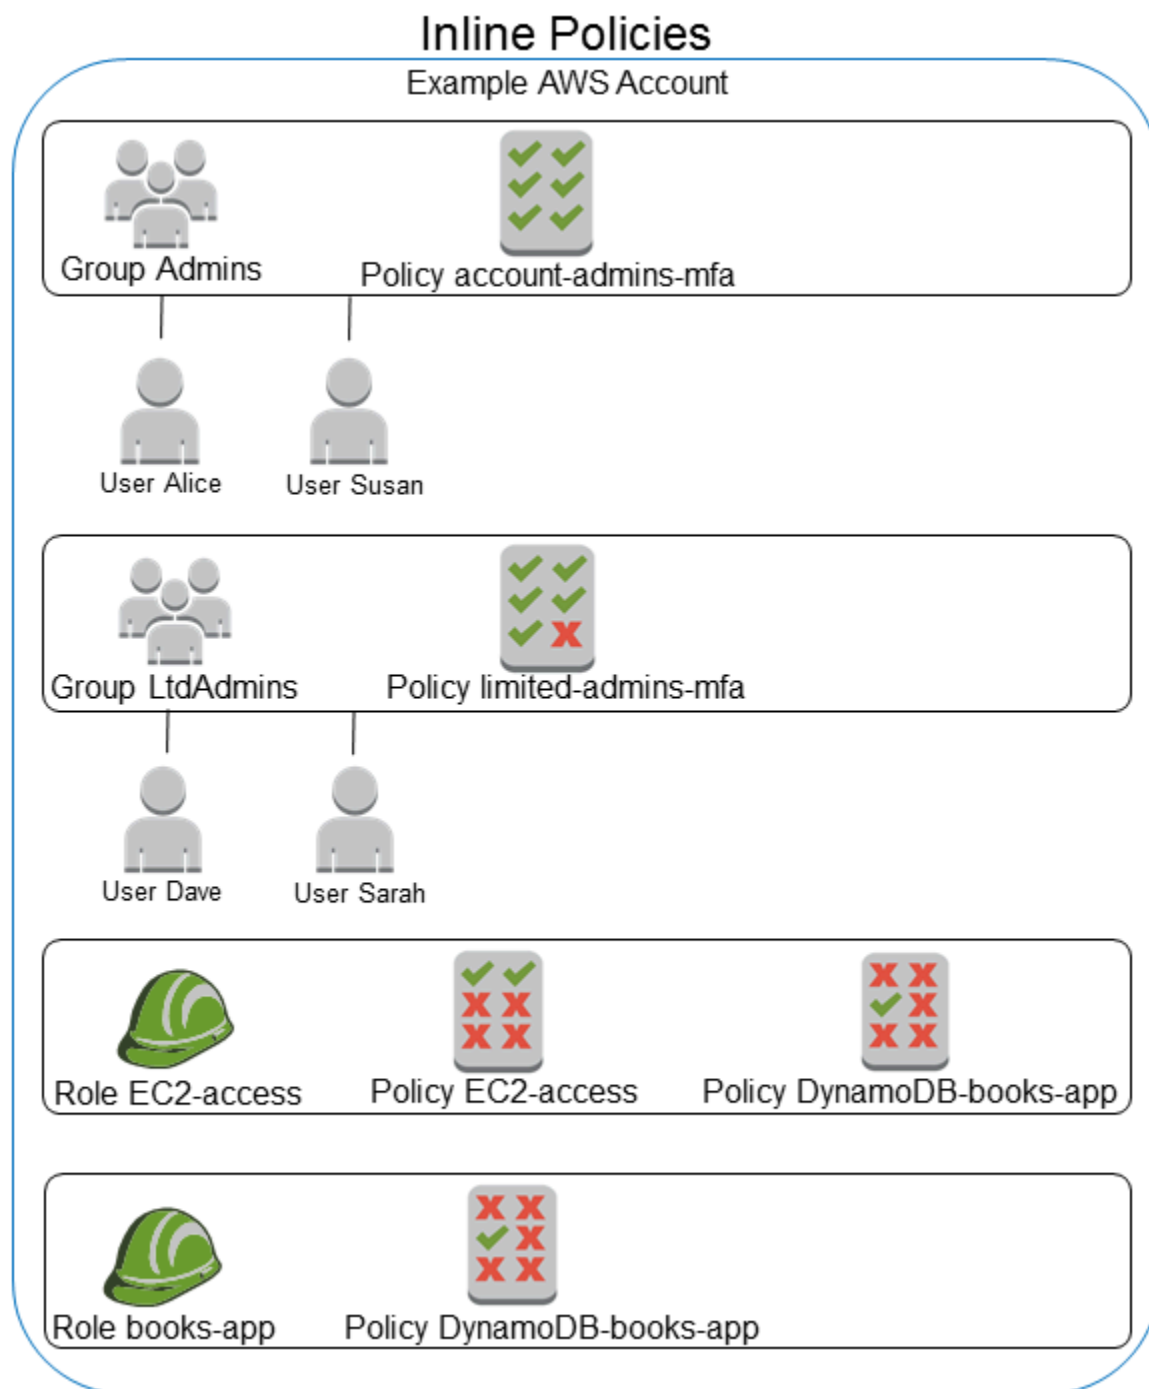 Inline Policies
Example AWS Account
Group Admins
Policy account-admins-mfa
User Alice
User Susan
Group LtdAdmins
Policy limited-admins-mfa
User Dave
User Sarah
Role EC2-access
Policy EC2-access
Policy DynamoDB-books-app
Role books-app
Policy DynamoDB-books-app